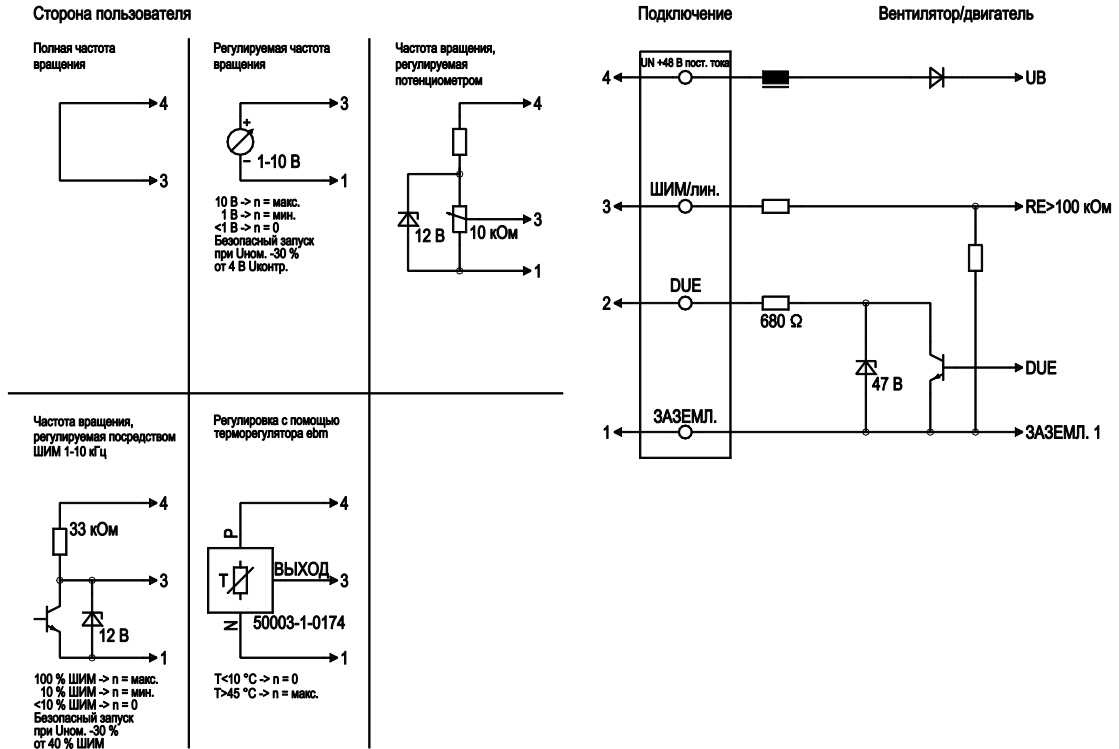 Сторона пользователя
Полная частота
вращения
4
3
Регулируемая частота
вращения
3
+
–
1-10 В
1
10 В -> n = макс.
1 В -> n = мин.
<1 В -> n = 0
Безопасный запуск
при Uном. -30 %
от 4 В Uконтр.
Частота вращения,
регулируемая
потенциометром
4
12 В
10 кОм
3
1
Частота вращения,
регулируемая посредством
ШИМ 1-10 кГц
4
33 кОм
3
12 В
1
100 % ШИМ -> n = макс.
10 % ШИМ -> n = мин.
<10 % ШИМ -> n = 0
Безопасный запуск
при Uном. -30 %
от 40 % ШИМ
Регулировка с помощью
терморегулятора ebm
4
P
T
ВЫХОД
3
N
50003-1-0174
1
T<10 °C -> n = 0
T>45 °C -> n = макс.
Подключение
Вентилятор/двигатель
UN +48 В пост. тока
4
UB
ШИМ/лин.
3
RE>100 кОм
DUE
2
680 Ω
47 В
DUE
ЗАЗЕМЛ.
1
ЗАЗЕМЛ. 1